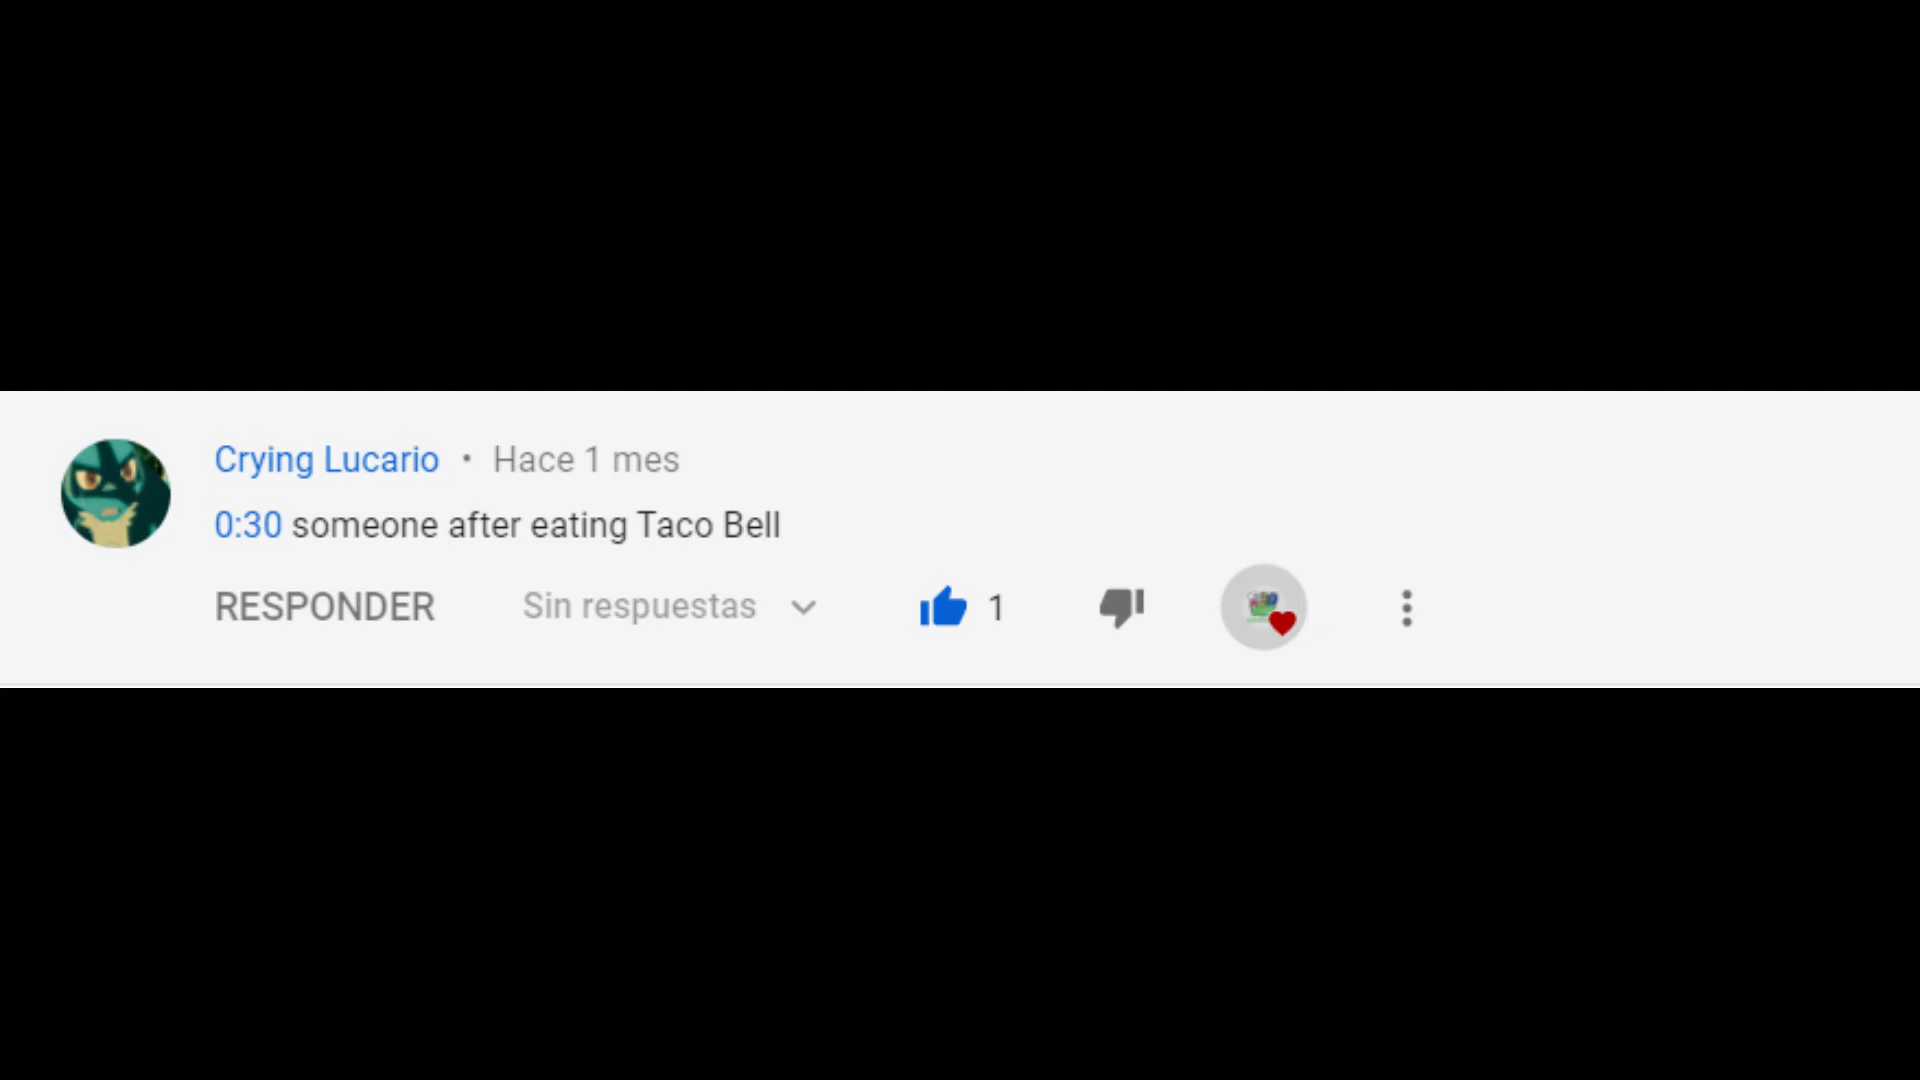 Crying Lucario • Hace 1 mes
0:30 someone after eating Taco Bell
RESPONDER Sin respuestas 1